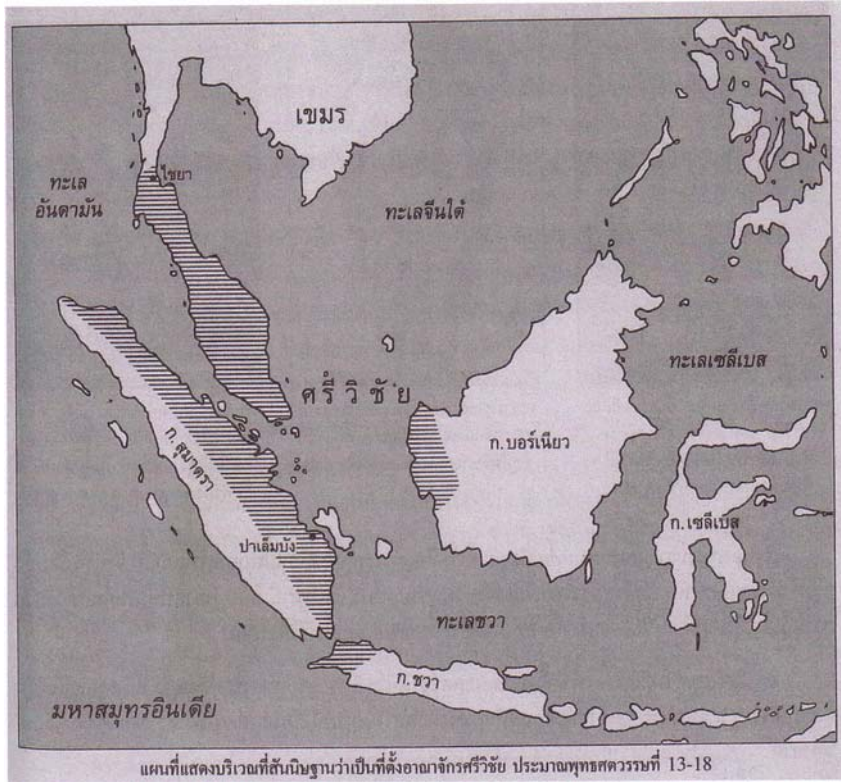 เขมร
ไชยา
ทะเล
อันดามัน
ทะเลจีนใต้
ทะเลเซลีเบส
ศรีวิชัย
ก.สุมาตรา
ก.บอร์เนียว
ก.เซลีเบส
ปาเล็มบัง
ทะเลชวา
ก.ชวา
มหาสมุทรอินเดีย
แผนที่แสดงบริเวณที่สันนิษฐานว่าเป็นที่ตั้งอาณาจักรศรีวิชัย ประมาณพุทธศตวรรษที่ 13-18